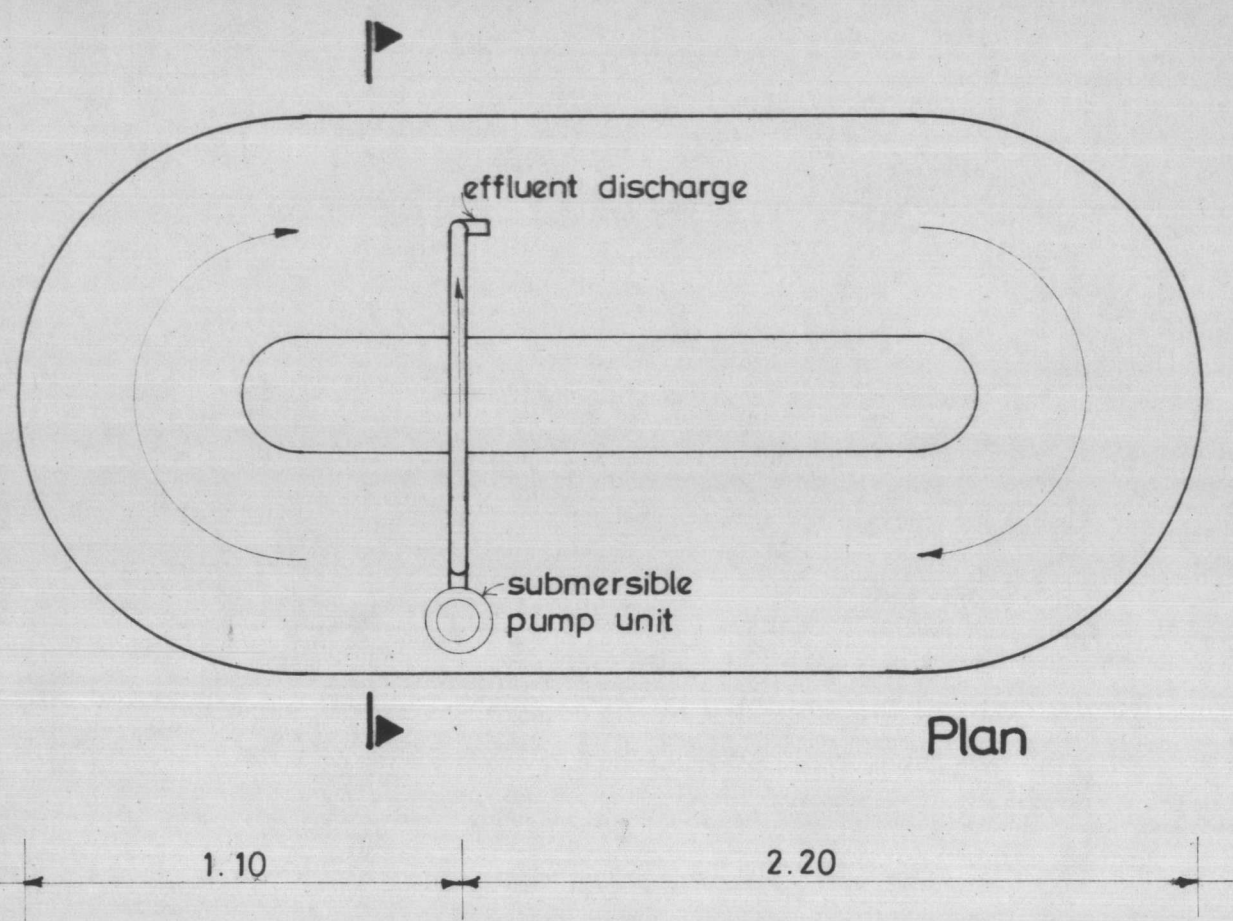 effluent discharge
submersible
pump unit
Plan
1.10
2.20